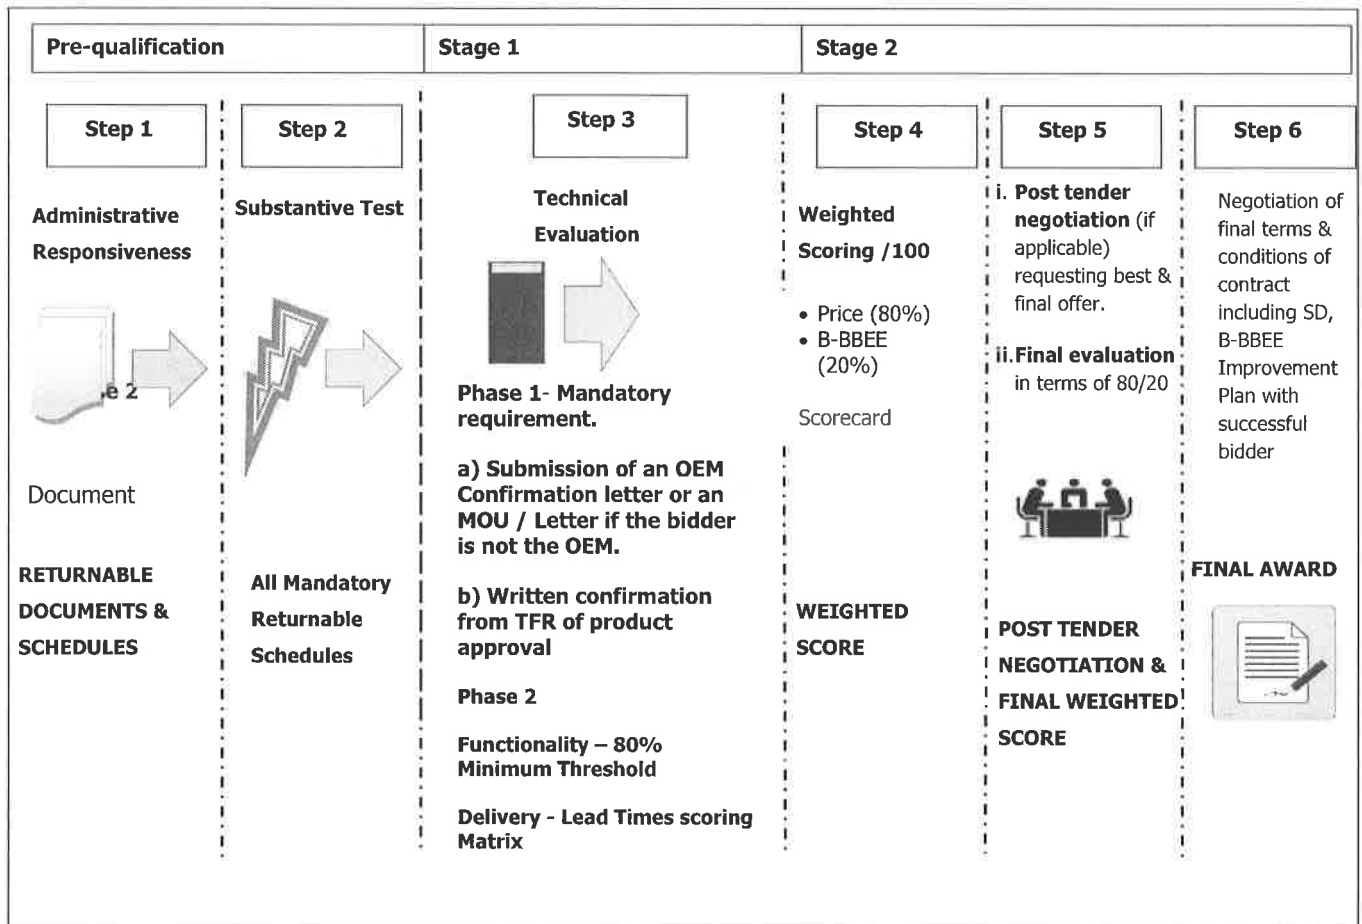 Pre-qualification
Stage 1
Stage 2
Step 1
Step 2
Step 3
Step 4
Step 5
Step 6
Administrative
Responsiveness
e 2
Document
RETURNABLE
DOCUMENTS &
SCHEDULES
Substantive Test
All Mandatory
Returnable
Schedules
Technical
Evaluation
Phase 1- Mandatory
requirement.
a) Submission of an OEM
Confirmation letter or an
MOU / Letter if the bidder
is not the OEM.
b) Written confirmation
from TFR of product
approval
Phase 2
Functionality – 80%
Minimum Threshold
Delivery - Lead Times scoring
Matrix
Weighted
Scoring /100
• Price (80%)
• B-BBEE
(20%)
Scorecard
WEIGHTED
SCORE
i. Post tender
negotiation (if
applicable)
requesting best &
final offer.
ii. Final evaluation
in terms of 80/20
POST TENDER
NEGOTIATION &
FINAL WEIGHTED
SCORE
Negotiation of
final terms &
conditions of
contract
including SD,
B-BBEE
Improvement
Plan with
successful
bidder
FINAL AWARD